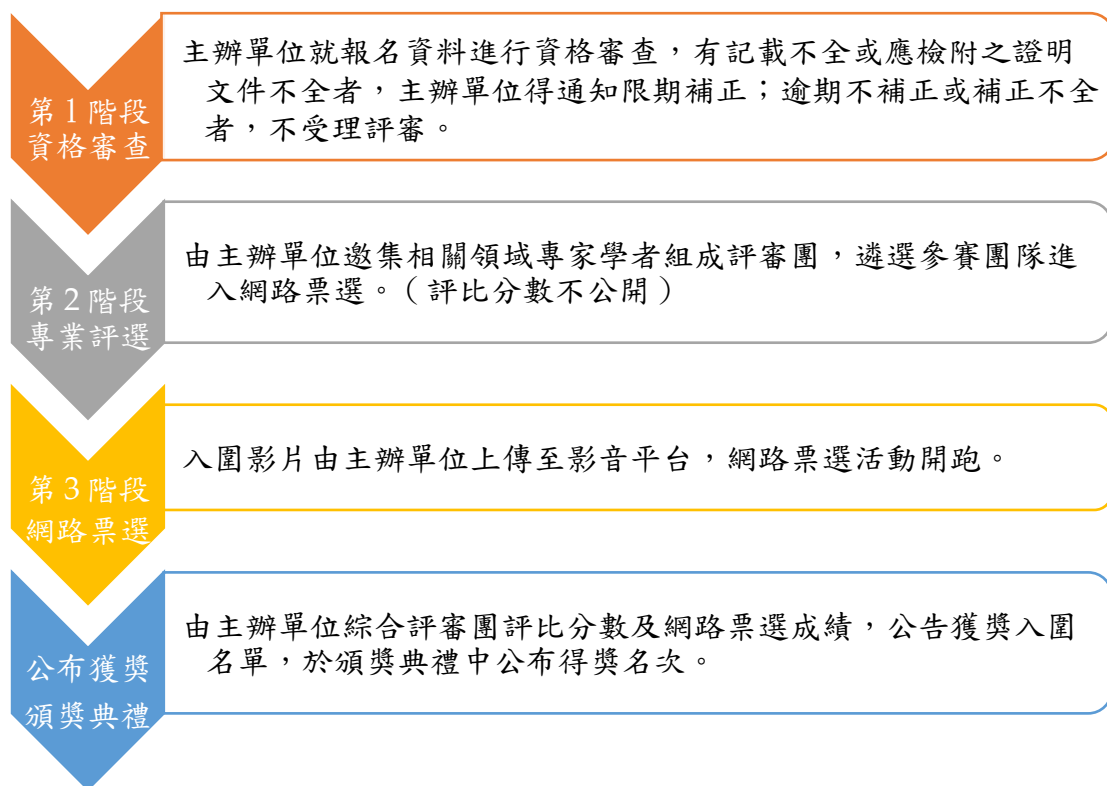 第1階段
資格審查
主辦單位就報名資料進行資格審查，有記載不全或應檢附之證明
文件不全者，主辦單位得通知限期補正；逾期不補正或補正不全
者，不受理評審。
第2階段
專業評選
由主辦單位邀集相關領域專家學者組成評審團，遴選參賽團隊進
入網路票選。（評比分數不公開）
第3階段
網路票選
入圍影片由主辦單位上傳至影音平台，網路票選活動開跑。
公布獲獎
頒獎典禮
由主辦單位綜合評審團評比分數及網路票選成績，公告獲獎入圍
名單，於頒獎典禮中公布得獎名次。